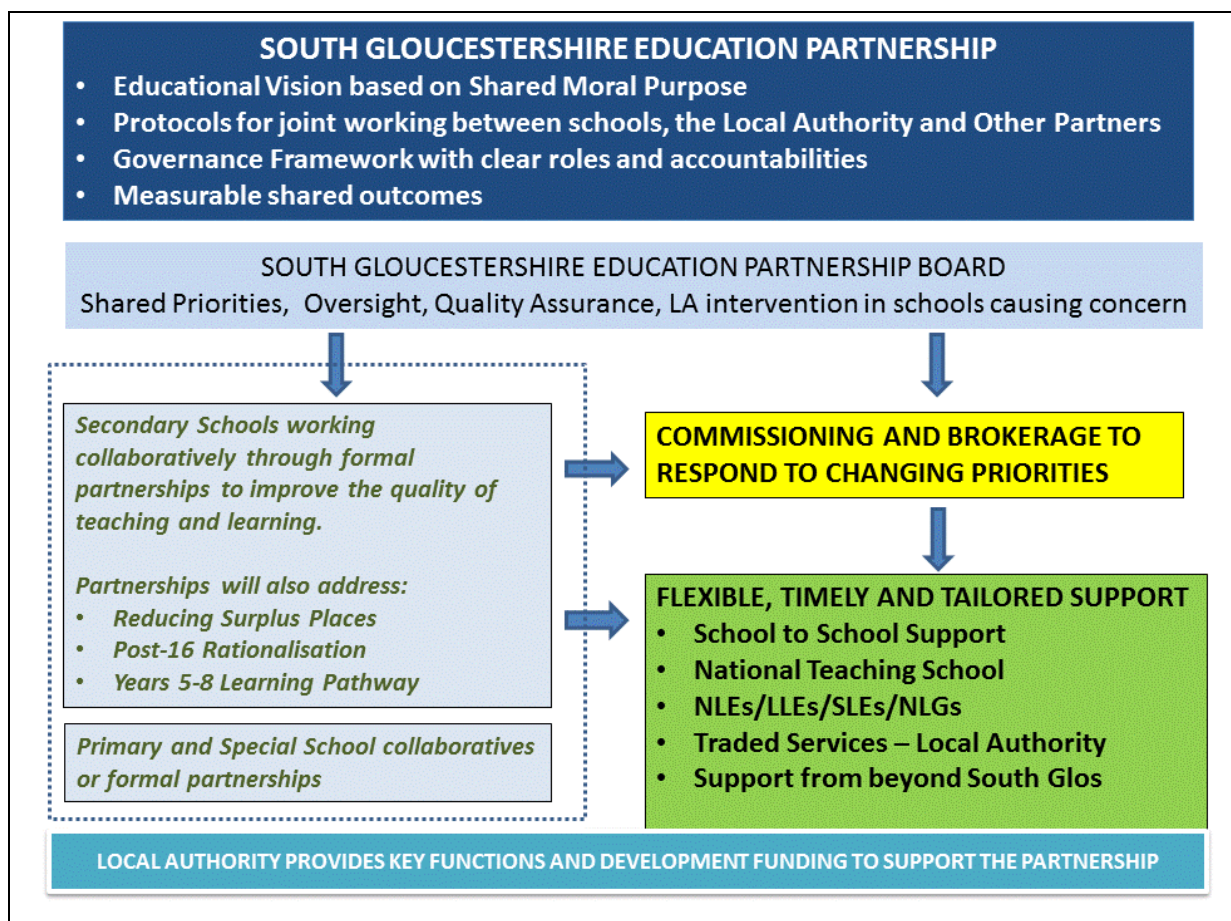 SOUTH GLOUCESTERSHIRE EDUCATION PARTNERSHIP
• Educational Vision based on Shared Moral Purpose
• Protocols for joint working between schools, the Local Authority and Other Partners
• Governance Framework with clear roles and accountabilities
• Measurable shared outcomes
SOUTH GLOUCESTERSHIRE EDUCATION PARTNERSHIP BOARD
Shared Priorities, Oversight, Quality Assurance, LA intervention in schools causing concern
Secondary Schools working
collaboratively through formal
partnerships to improve the quality of
teaching and learning.
Partnerships will also address:
• Reducing Surplus Places
• Post-16 Rationalisation
• Years 5-8 Learning Pathway
Primary and Special School collaboratives
or formal partnerships
COMMISSIONING AND BROKERAGE TO
RESPOND TO CHANGING PRIORITIES
FLEXIBLE, TIMELY AND TAILORED SUPPORT
• School to School Support
• National Teaching School
• NLEs/LLEs/SLEs/NLGs
• Traded Services – Local Authority
• Support from beyond South Glos
LOCAL AUTHORITY PROVIDES KEY FUNCTIONS AND DEVELOPMENT FUNDING TO SUPPORT THE PARTNERSHIP